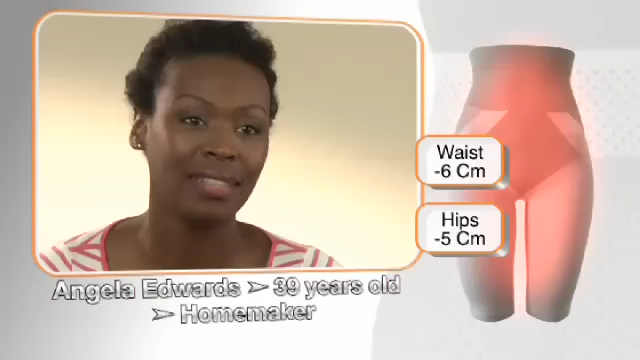 Waist
-6 Cm
Hips
-5 Cm
Angela Edwards ➢ 39 years old
➢ Homemaker